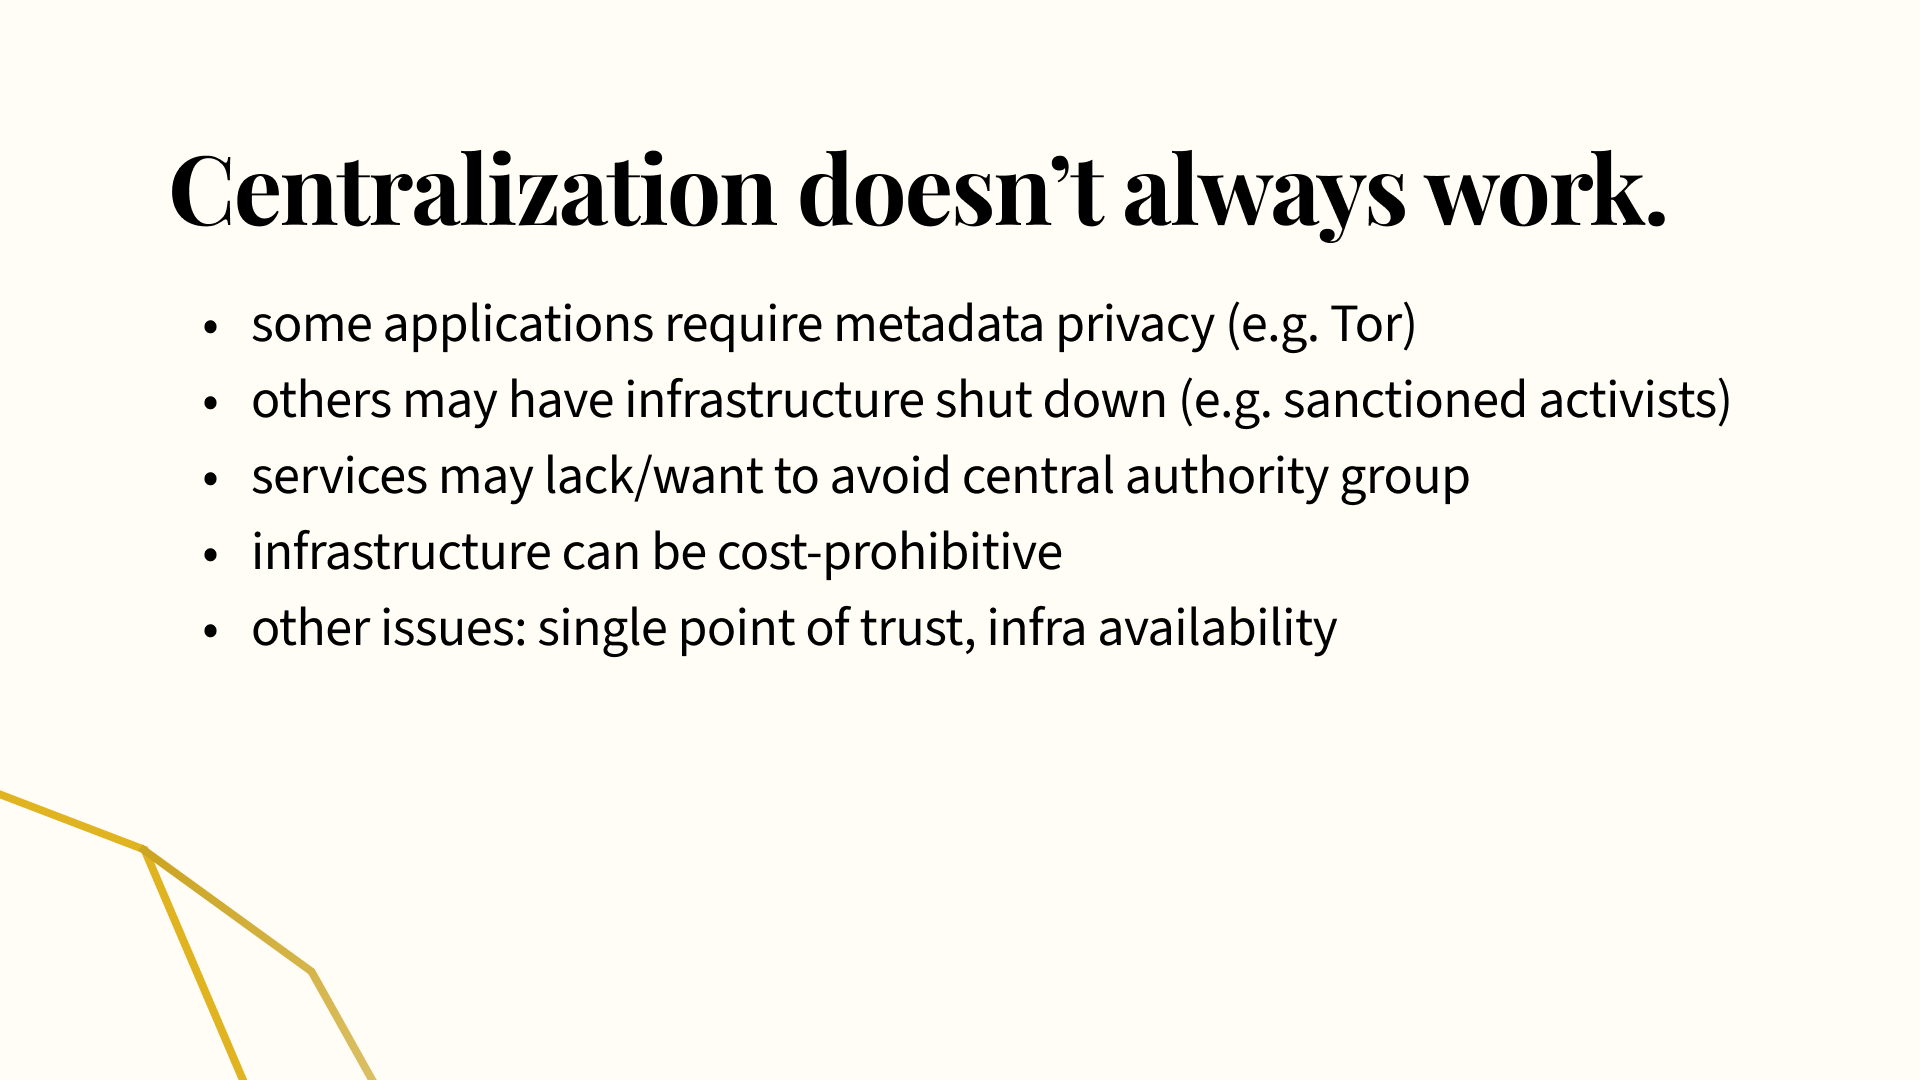 Centralization doesn’t always work.
• some applications require metadata privacy (e.g. Tor)
• others may have infrastructure shut down (e.g. sanctioned activists)
• services may lack/want to avoid central authority group
• infrastructure can be cost-prohibitive
• other issues: single point of trust, infra availability